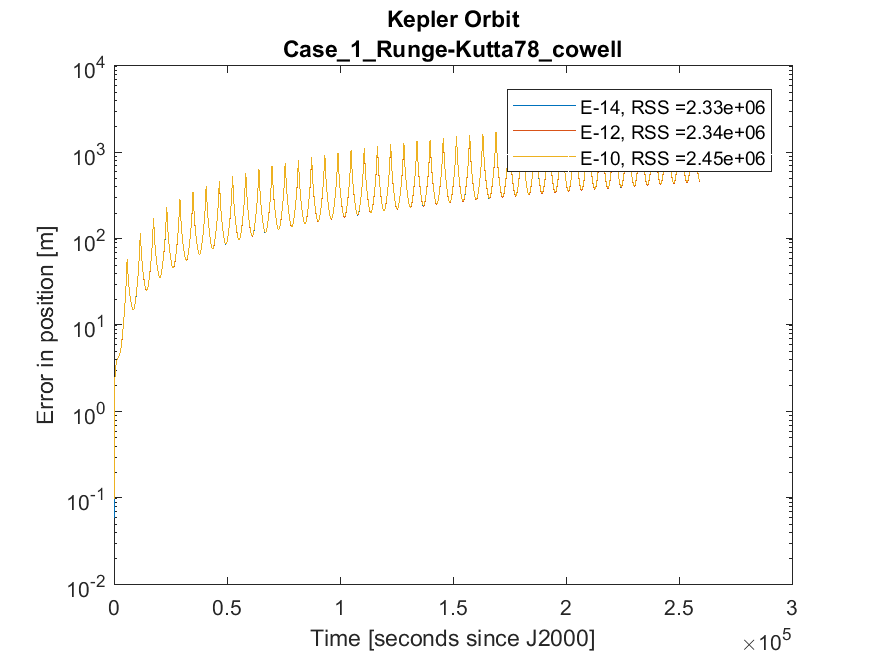 Kepler Orbit
Case_1_Runge-Kutta78_cowell
E-14, RSS =2.33e+06
E-12, RSS =2.34e+06
E-10, RSS =2.45e+06
Error in position [m]
10^4
10^3
10^2
10^1
10^0
10^-1
10^-2
0 0.5 1 1.5 2 2.5 3
Time [seconds since J2000]
×10^5